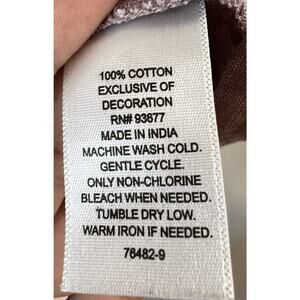 100% COTTON
EXCLUSIVE OF
DECORATION
RN# 93677
MADE IN INDIA
MACHINE WASH COLD.
GENTLE CYCLE.
ONLY NON-CHLORINE
BLEACH WHEN NEEDED.
TUMBLE DRY LOW.
WARM IRON IF NEEDED.
76482-9